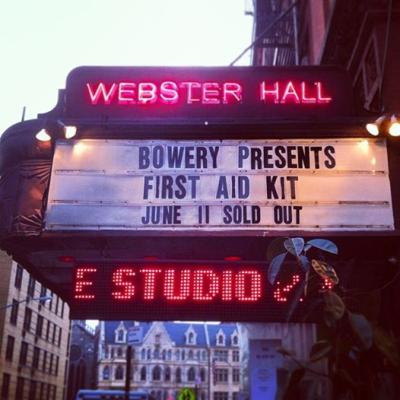 WEBSTER HALL
BOWERY PRESENTS
FIRST AID KIT
JUNE 11 SOLD OUT
E STUDIO